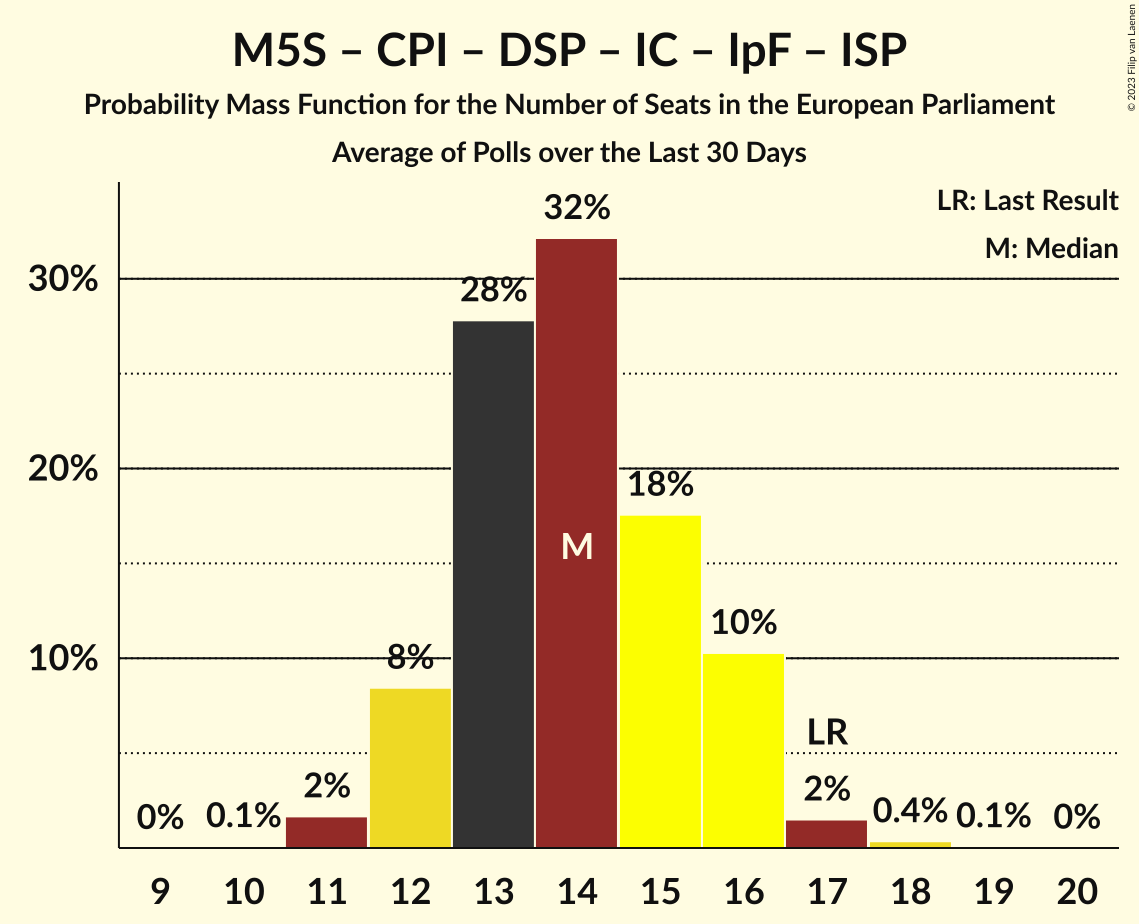 M5S – CPI – DSP – IC – IpF – ISP
Probability Mass Function for the Number of Seats in the European Parliament
Average of Polls over the Last 30 Days
© 2023 Filip van Laenen
LR: Last Result
M: Median
30%
20%
10%
0%
0.1%
2%
8%
28%
32%
M
18%
10%
LR
2%
0.4%
0.1%
0%
9 10 11 12 13 14 15 16 17 18 19 20